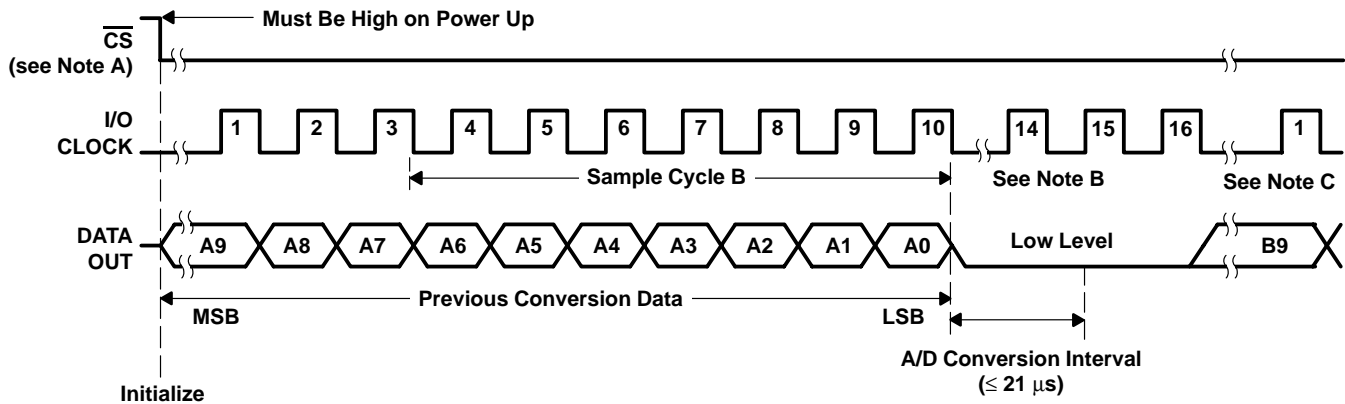 Must Be High on Power Up
CS
(see Note A)
I/O
CLOCK
1 2 3 4 5 6 7 8 9 10 14 15 16 1
Sample Cycle B
See Note B
See Note C
DATA
OUT
A9 A8 A7 A6 A5 A4 A3 A2 A1 A0 Low Level B9
Previous Conversion Data
MSB
LSB
A/D Conversion Interval
(≤ 21 μs)
Initialize